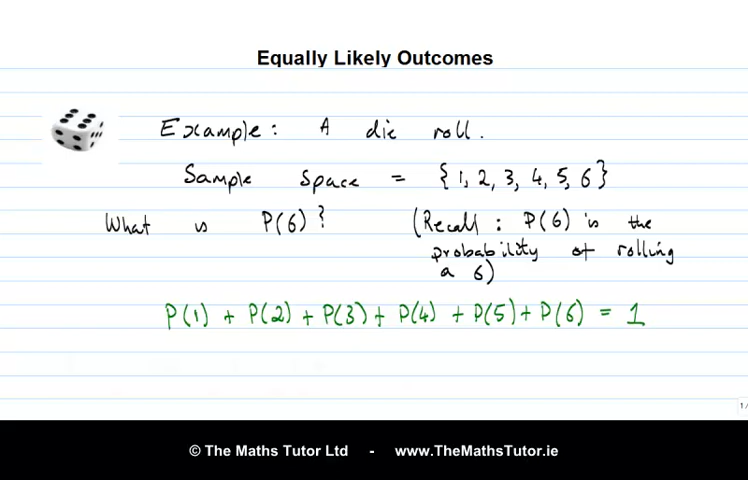 Equally Likely Outcomes
Example: A die roll.
Sample Space = {1, 2, 3, 4, 5, 6}
What is P(6)? (Recall: P(6) is the
probability of rolling
a 6)
P(1) + P(2) + P(3) + P(4) + P(5) + P(6) = 1
1/
© The Maths Tutor Ltd - www.TheMathsTutor.ie